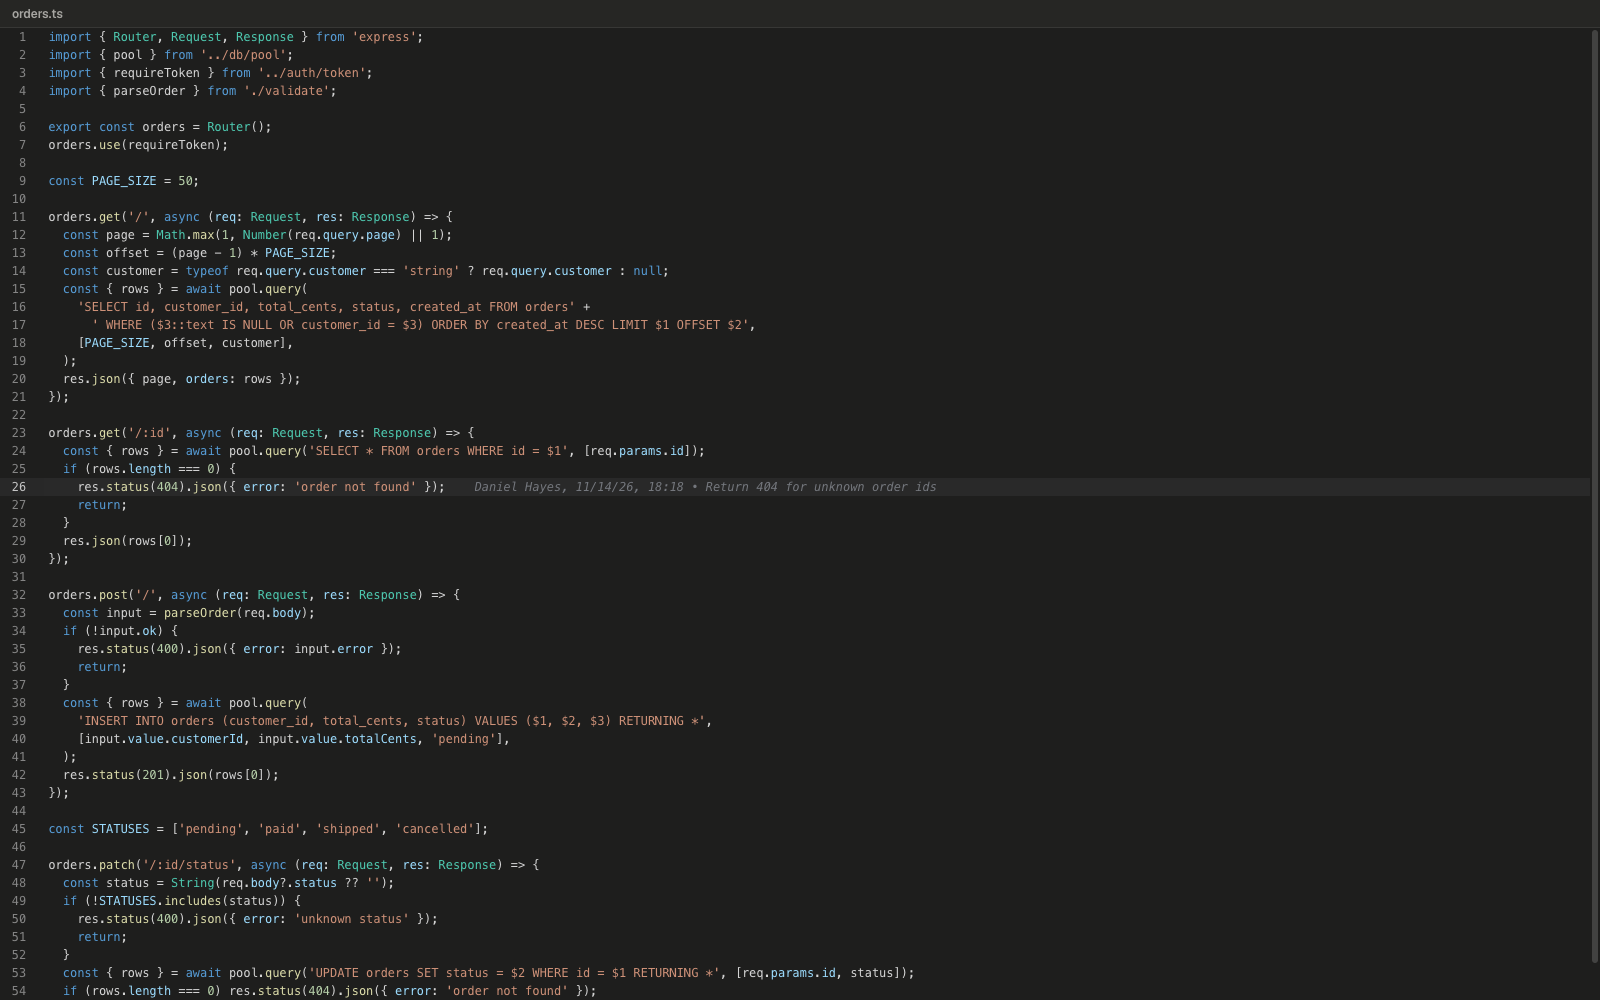 orders.ts
1 import { Router, Request, Response } from 'express';
2 import { pool } from '../db/pool';
3 import { requireToken } from '../auth/token';
4 import { parseOrder } from './validate';
5
6 export const orders = Router();
7 orders.use(requireToken);
8
9 const PAGE_SIZE = 50;
10
11 orders.get('/', async (req: Request, res: Response) => {
12   const page = Math.max(1, Number(req.query.page) || 1);
13   const offset = (page - 1) * PAGE_SIZE;
14   const customer = typeof req.query.customer === 'string' ? req.query.customer : null;
15   const { rows } = await pool.query(
16     'SELECT id, customer_id, total_cents, status, created_at FROM orders' +
17       ' WHERE ($3::text IS NULL OR customer_id = $3) ORDER BY created_at DESC LIMIT $1 OFFSET $2',
18     [PAGE_SIZE, offset, customer],
19   );
20   res.json({ page, orders: rows });
21 });
22
23 orders.get('/:id', async (req: Request, res: Response) => {
24   const { rows } = await pool.query('SELECT * FROM orders WHERE id = $1', [req.params.id]);
25   if (rows.length === 0) {
26     res.status(404).json({ error: 'order not found' });    Daniel Hayes, 11/14/26, 18:18 • Return 404 for unknown order ids
27     return;
28   }
29   res.json(rows[0]);
30 });
31
32 orders.post('/', async (req: Request, res: Response) => {
33   const input = parseOrder(req.body);
34   if (!input.ok) {
35     res.status(400).json({ error: input.error });
36     return;
37   }
38   const { rows } = await pool.query(
39     'INSERT INTO orders (customer_id, total_cents, status) VALUES ($1, $2, $3) RETURNING *',
40     [input.value.customerId, input.value.totalCents, 'pending'],
41   );
42   res.status(201).json(rows[0]);
43 });
44
45 const STATUSES = ['pending', 'paid', 'shipped', 'cancelled'];
46
47 orders.patch('/:id/status', async (req: Request, res: Response) => {
48   const status = String(req.body?.status ?? '');
49   if (!STATUSES.includes(status)) {
50     res.status(400).json({ error: 'unknown status' });
51     return;
52   }
53   const { rows } = await pool.query('UPDATE orders SET status = $2 WHERE id = $1 RETURNING *', [req.params.id, status]);
54   if (rows.length === 0) res.status(404).json({ error: 'order not found' });